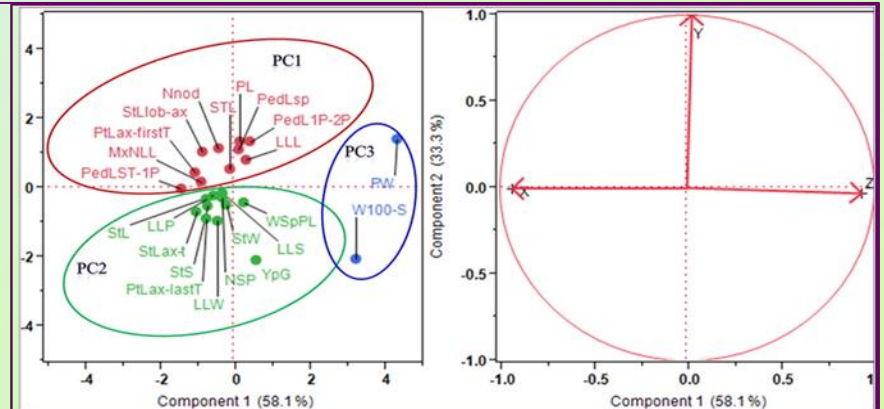 4
2
0
-2
-4
PC1
Nnod
PL
PedLsp
StLlob-ax
STL
PedL1P-2P
PtLax-firstT
LLL
MxNLL
PedLST-1P
PC3
PW
W100-S
StL
LLP
WSpPL
StLax-t
StW
LLS
PC2
StS
NSP
YpG
PtLax-lastT
LLW
-4
-2
0
2
4
Component 1 (58.1%)
Component 2 (33.3 %)
1.0
0.5
0.0
-0.5
-1.0
Y
X
Z
-1.0
-0.5
0.0
0.5
Component 1 (58.1%)